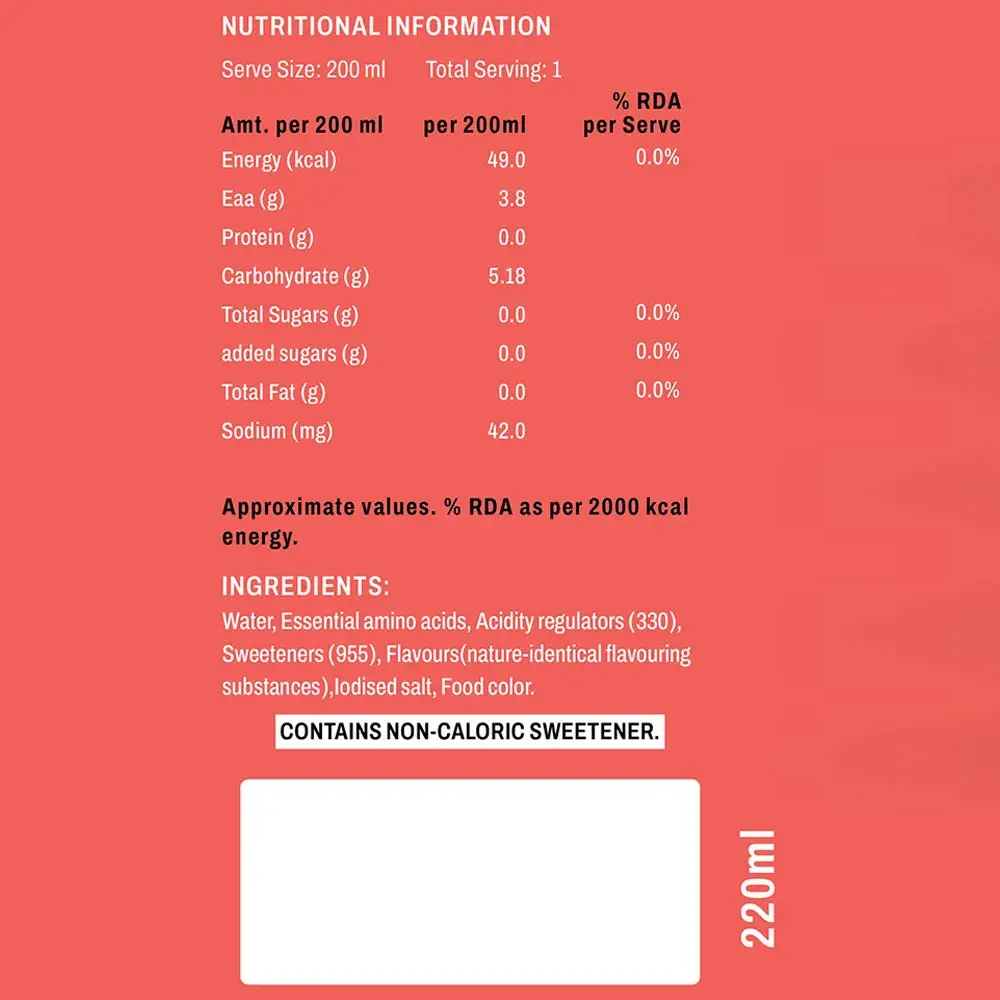 NUTRITIONAL INFORMATION
Serve Size: 200 ml Total Serving: 1
% RDA
Amt. per 200 ml per 200ml per Serve
Energy (kcal) 49.0 0.0%
Eaa (g) 3.8
Protein (g) 0.0
Carbohydrate (g) 5.18
Total Sugars (g) 0.0 0.0%
added sugars (g) 0.0 0.0%
Total Fat (g) 0.0 0.0%
Sodium (mg) 42.0
Approximate values. % RDA as per 2000 kcal
energy.
INGREDIENTS:
Water, Essential amino acids, Acidity regulators (330),
Sweeteners (955), Flavours(nature-identical flavouring
substances),Iodised salt, Food color.
CONTAINS NON-CALORIC SWEETENER.
220ml